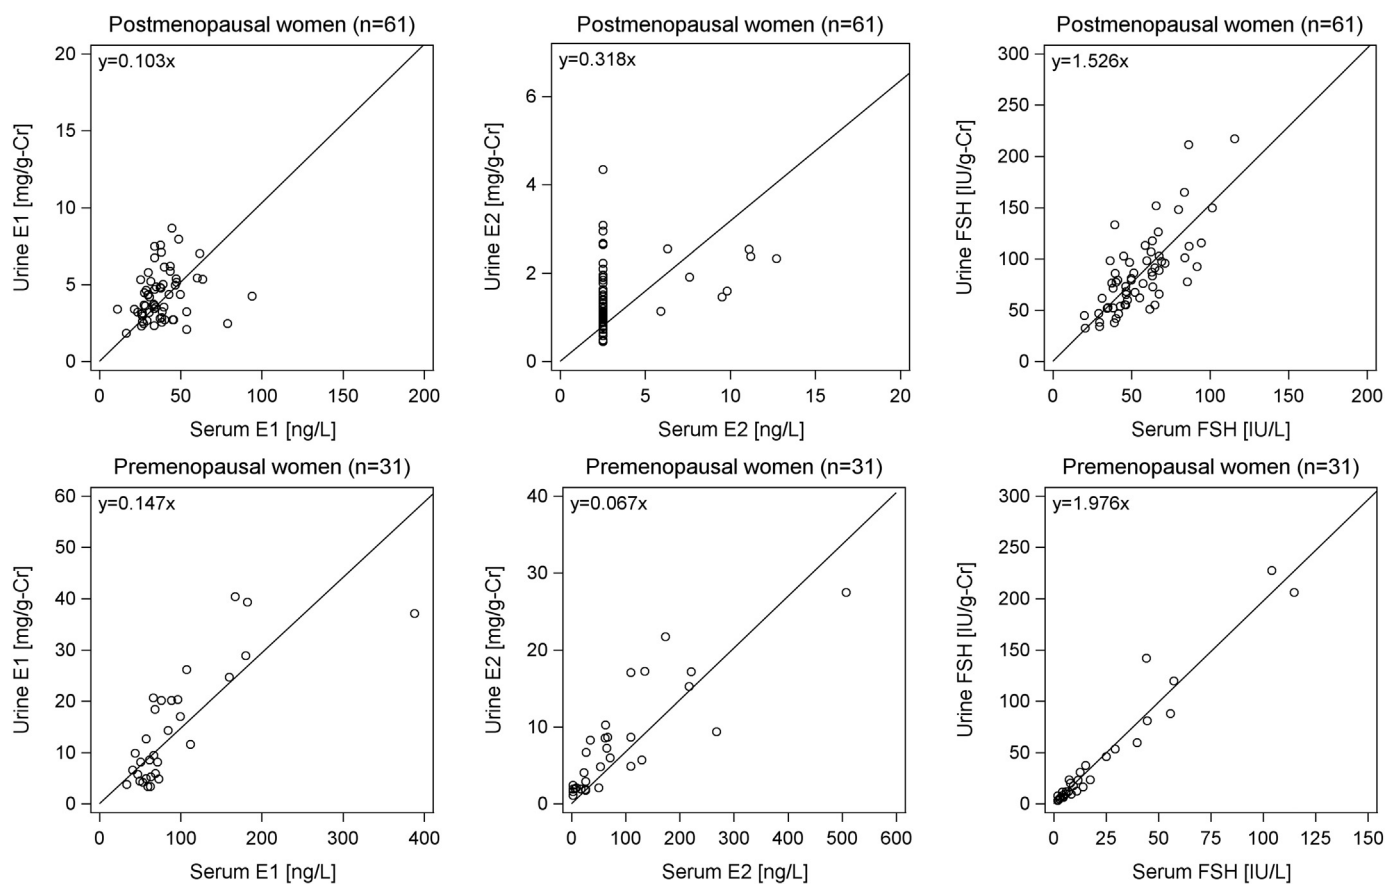 Postmenopausal women (n=61)
y=0.103x
Urine E1 [mg/g-Cr]
20
15
10
5
0
0 50 100 150 200
Serum E1 [ng/L]
Postmenopausal women (n=61)
y=0.318x
Urine E2 [mg/g-Cr]
6
4
2
0
0 5 10 15 20
Serum E2 [ng/L]
Postmenopausal women (n=61)
y=1.526x
Urine FSH [IU/g-Cr]
300
250
200
150
100
50
0
0 50 100 150 200
Serum FSH [IU/L]
Premenopausal women (n=31)
y=0.147x
Urine E1 [mg/g-Cr]
60
50
40
30
20
10
0
0 100 200 300 400
Serum E1 [ng/L]
Premenopausal women (n=31)
y=0.067x
Urine E2 [mg/g-Cr]
40
30
20
10
0
0 100 200 300 400 500 600
Serum E2 [ng/L]
Premenopausal women (n=31)
y=1.976x
Urine FSH [IU/g-Cr]
300
250
200
150
100
50
0
0 25 50 75 100 125 150
Serum FSH [IU/L]